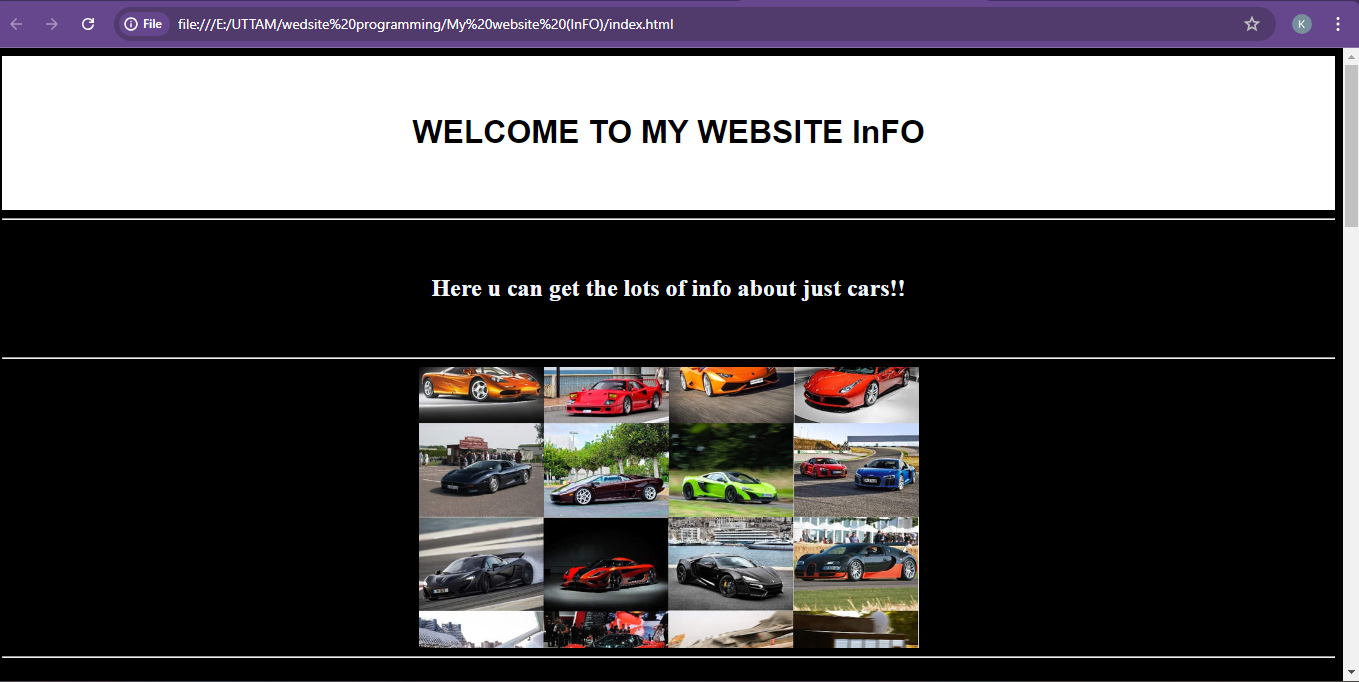 File file:///E:/UTTAM/wedsite%20programming/My%20website%20(InFO)/index.html K
WELCOME TO MY WEBSITE InFO
Here u can get the lots of info about just cars!!